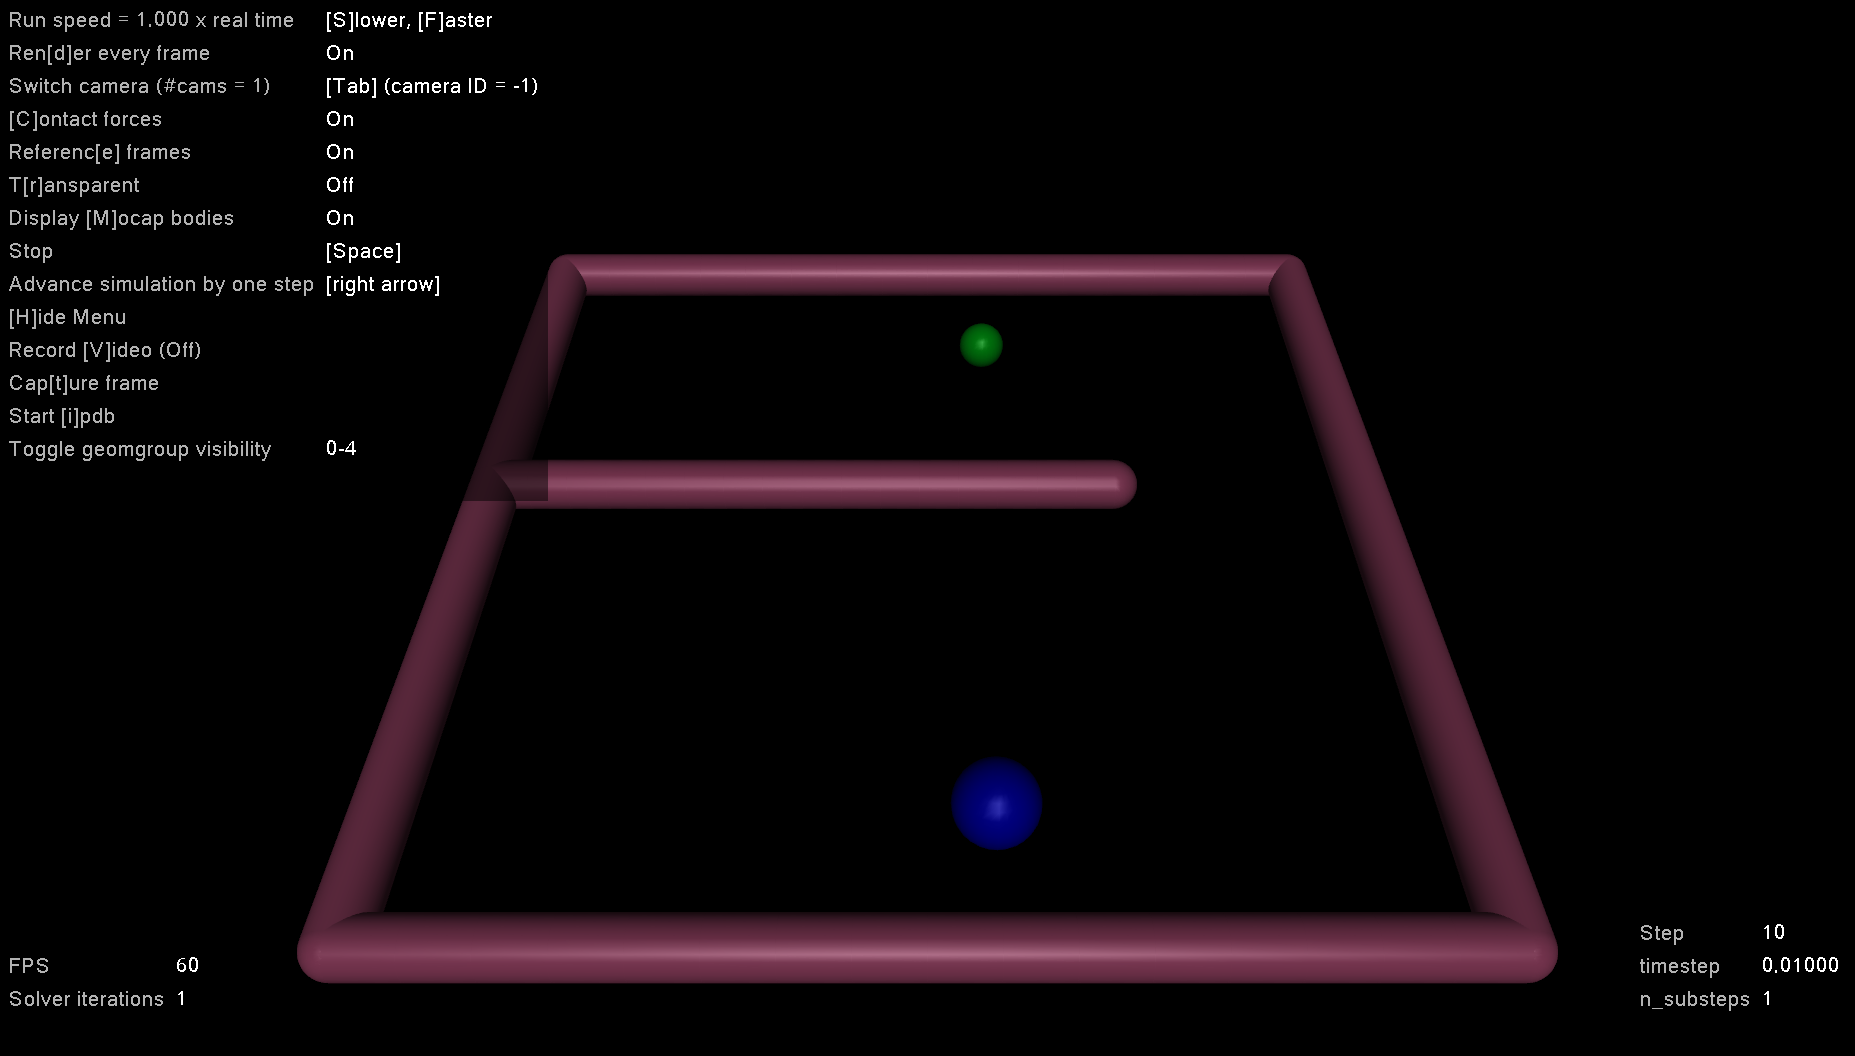 Run speed = 1.000 x real time [S]lower, [F]aster
Ren[d]er every frame On
Switch camera (#cams = 1) [Tab] (camera ID = -1)
[C]ontact forces On
Referenc[e] frames On
T[r]ansparent Off
Display [M]ocap bodies On
Stop [Space]
Advance simulation by one step [right arrow]
[H]ide Menu
Record [V]ideo (Off)
Cap[t]ure frame
Start [i]pdb
Toggle geomgroup visibility 0-4
FPS 60
Solver iterations 1
Step 10
timestep 0.01000
n_substeps 1